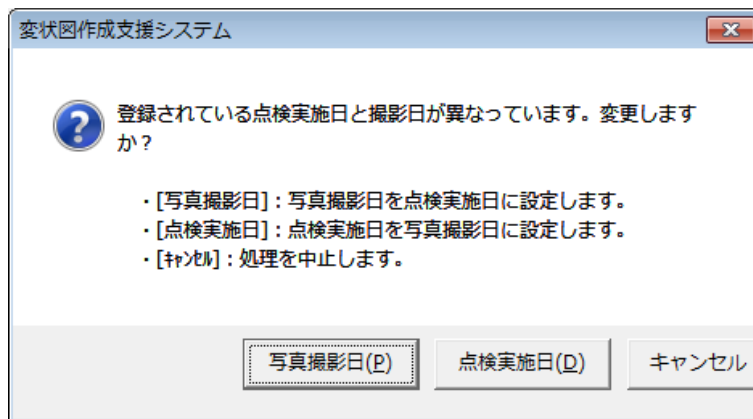 変状図作成支援システム
登録されている点検実施日と撮影日が異なっています。変更します
か？
・[写真撮影日]：写真撮影日を点検実施日に設定します。
・[点検実施日]：点検実施日を写真撮影日に設定します。
・[ｷｬﾝｾﾙ]：処理を中止します。
写真撮影日(P) 点検実施日(D) キャンセル